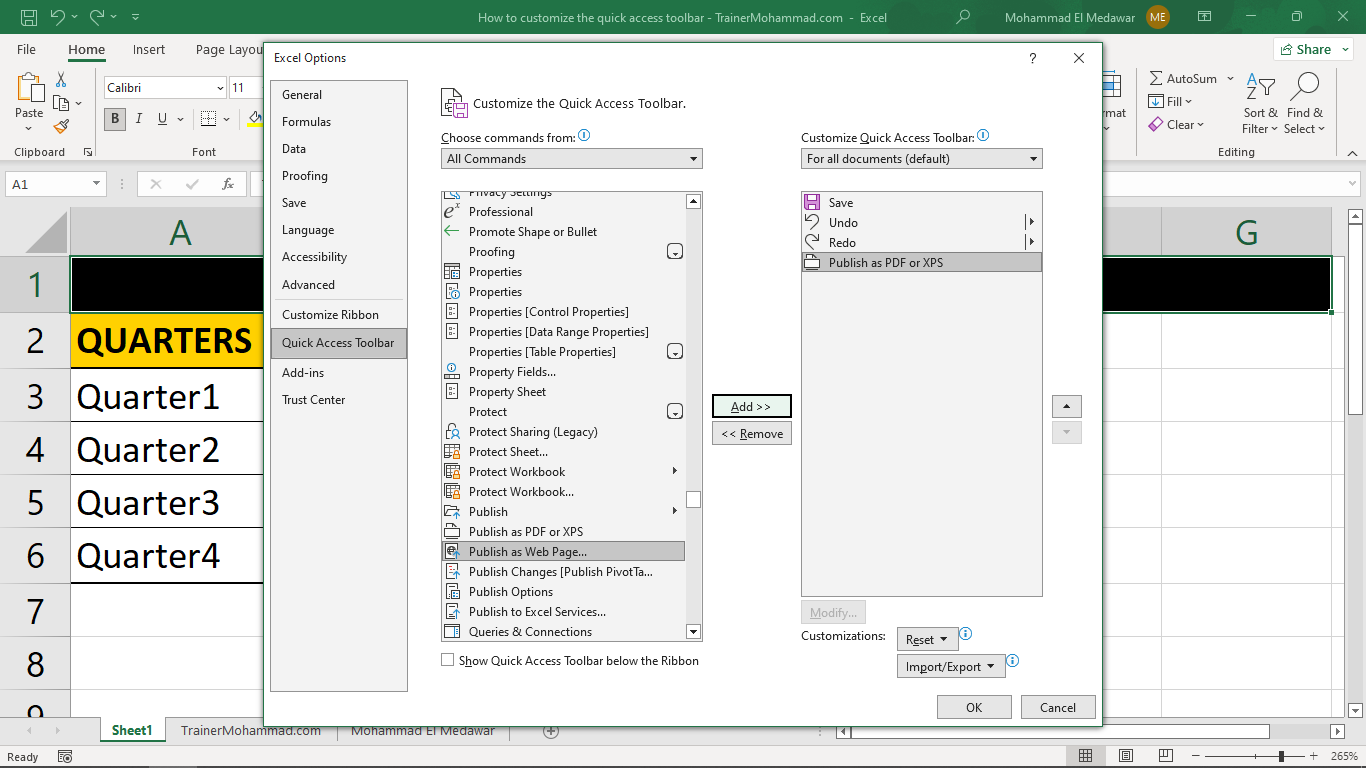 How to customize the quick access toolbar - TrainerMohammad.com - Excel
Mohammad El Medawar
ME
File
Home
Insert
Page Layou
Share
Paste
Clipboard
Calibri
11
B
I
U
Font
rmat
AutoSum
Fill
Clear
Sort &
Filter
Find &
Select
Editing
A1
fx
A
G
1
2
3
4
5
6
7
8
9
QUARTERS
Quarter1
Quarter2
Quarter3
Quarter4
Excel Options
?
General
Formulas
Data
Proofing
Save
Language
Accessibility
Advanced
Customize Ribbon
Quick Access Toolbar
Add-ins
Trust Center
Customize the Quick Access Toolbar.
Choose commands from:
All Commands
Privacy Settings
Professional
Promote Shape or Bullet
Proofing
Properties
Properties
Properties [Control Properties]
Properties [Data Range Properties]
Properties [Table Properties]
Property Fields...
Property Sheet
Protect
Protect Sharing (Legacy)
Protect Sheet...
Protect Workbook
Protect Workbook...
Publish
Publish as PDF or XPS
Publish as Web Page...
Publish Changes [Publish PivotTa...
Publish Options
Publish to Excel Services...
Queries & Connections
Show Quick Access Toolbar below the Ribbon
Add >>
<< Remove
Customize Quick Access Toolbar:
For all documents (default)
Save
Undo
Redo
Publish as PDF or XPS
Modify...
Customizations:
Reset
Import/Export
OK
Cancel
Sheet1
TrainerMohammad.com
Mohammad El Medawar
Ready
265%